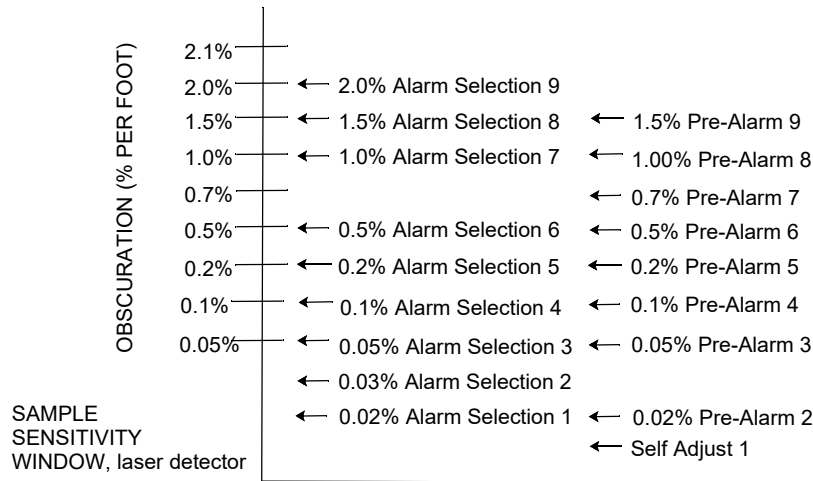 OBSCURATION (% PER FOOT)
2.1%
2.0% 2.0% Alarm Selection 9
1.5% 1.5% Alarm Selection 8 1.5% Pre-Alarm 9
1.0% 1.0% Alarm Selection 7 1.00% Pre-Alarm 8
0.7% 0.7% Pre-Alarm 7
0.5% 0.5% Alarm Selection 6 0.5% Pre-Alarm 6
0.2% 0.2% Alarm Selection 5 0.2% Pre-Alarm 5
0.1% 0.1% Alarm Selection 4 0.1% Pre-Alarm 4
0.05% 0.05% Alarm Selection 3 0.05% Pre-Alarm 3
0.03% Alarm Selection 2
0.02% Alarm Selection 1 0.02% Pre-Alarm 2
Self Adjust 1
SAMPLE
SENSITIVITY
WINDOW, laser detector